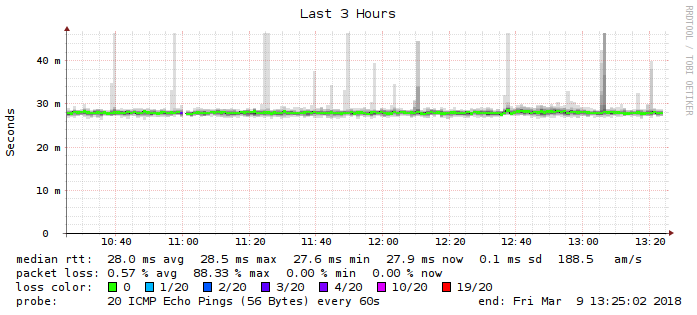 Last 3 Hours
RRDTOOL / TOBI OETIKER
Seconds
40 m
30 m
20 m
10 m
0
10:40 11:00 11:20 11:40 12:00 12:20 12:40 13:00 13:20
median rtt: 28.0 ms avg 28.5 ms max 27.6 ms min 27.9 ms now 0.1 ms sd 188.5 am/s
packet loss: 0.57 % avg 88.33 % max 0.00 % min 0.00 % now
loss color: 0 1/20 2/20 3/20 4/20 10/20 19/20
probe: 20 ICMP Echo Pings (56 Bytes) every 60s end: Fri Mar 9 13:25:02 2018